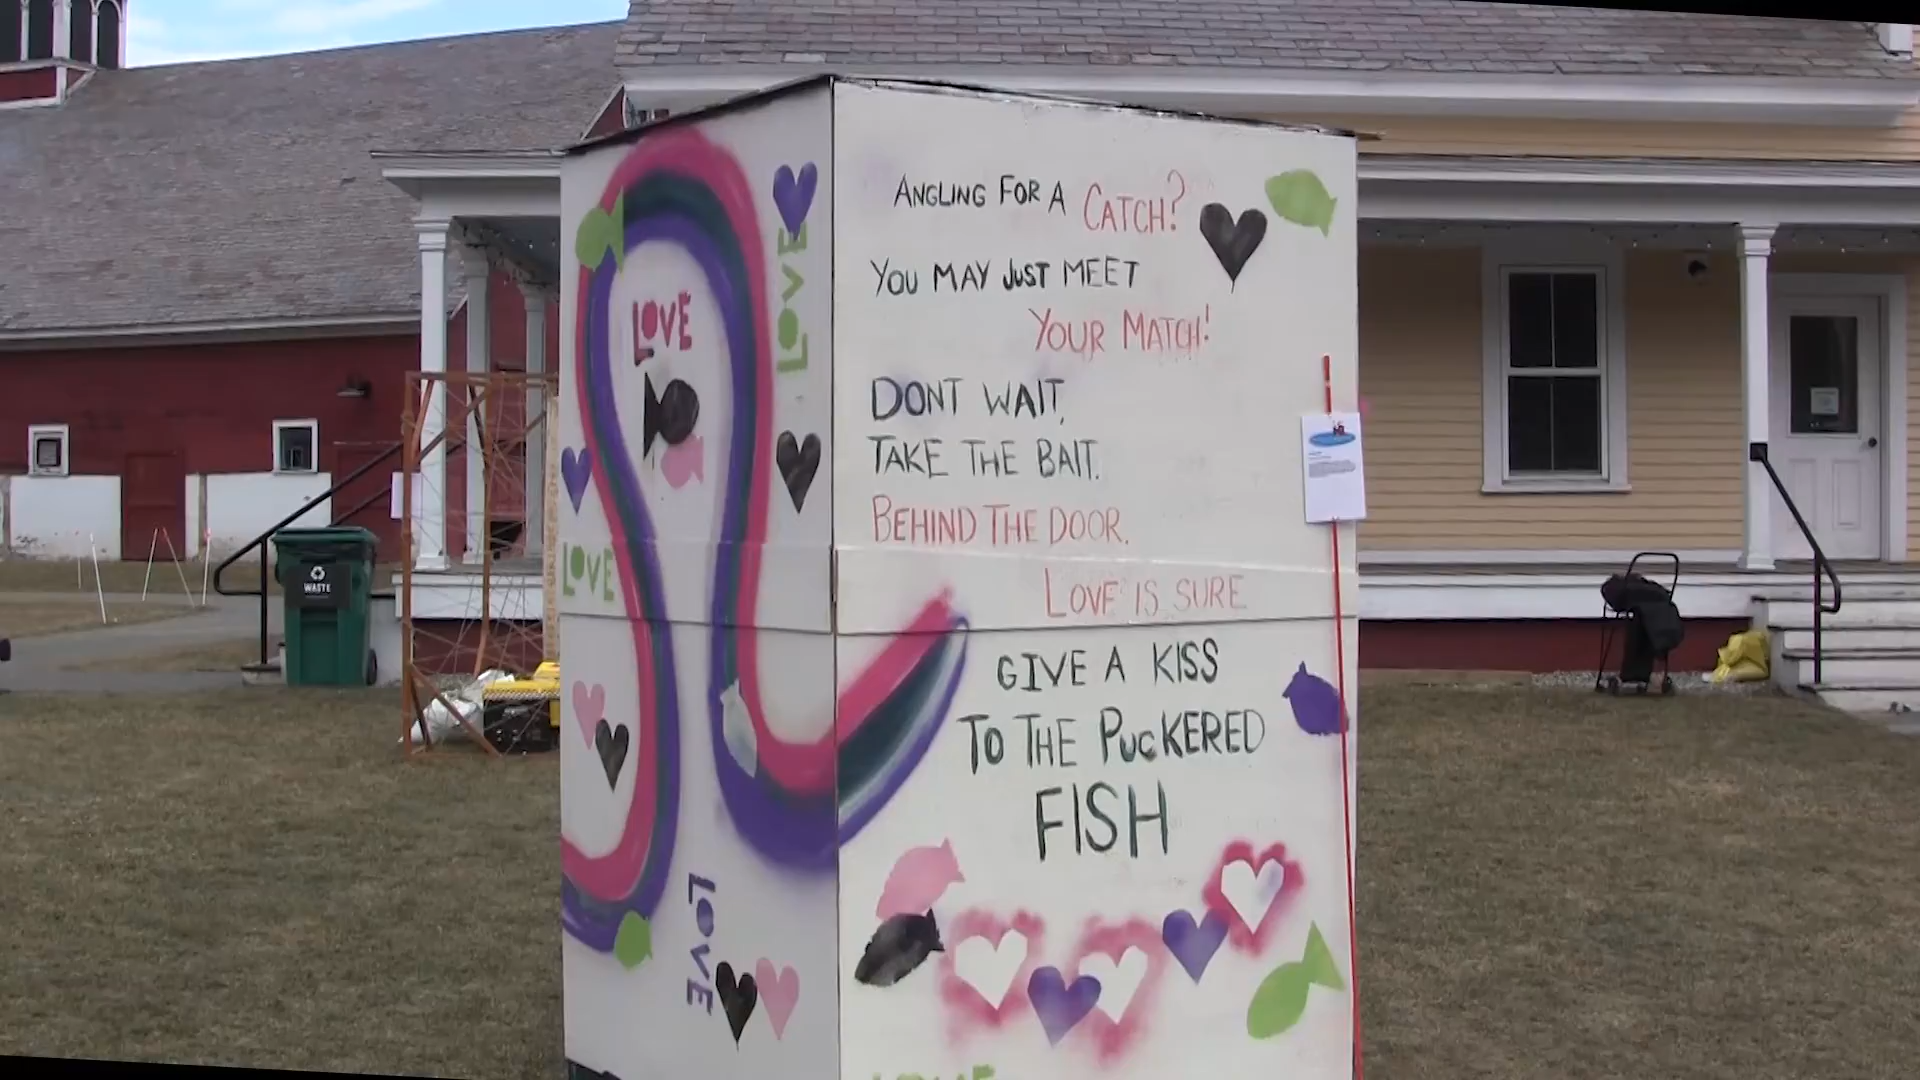 ANGLING FOR A CATCH?
YOU MAY JUST MEET
YOUR MATCH!
DONT WAIT,
TAKE THE BAIT.
BEHIND THE DOOR.
LOVE IS SURE
GIVE A KISS
TO THE PUCKERED
FISH
LOVE
LOVE
LOVE
LOVE
LOVE
WASTE